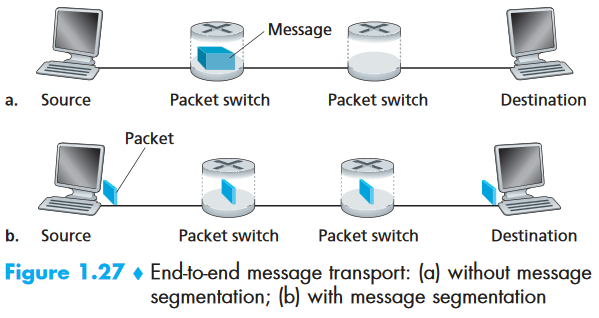 Message
a. Source Packet switch Packet switch Destination
Packet
b. Source Packet switch Packet switch Destination
Figure 1.27 ♦ End-to-end message transport: (a) without message
segmentation; (b) with message segmentation